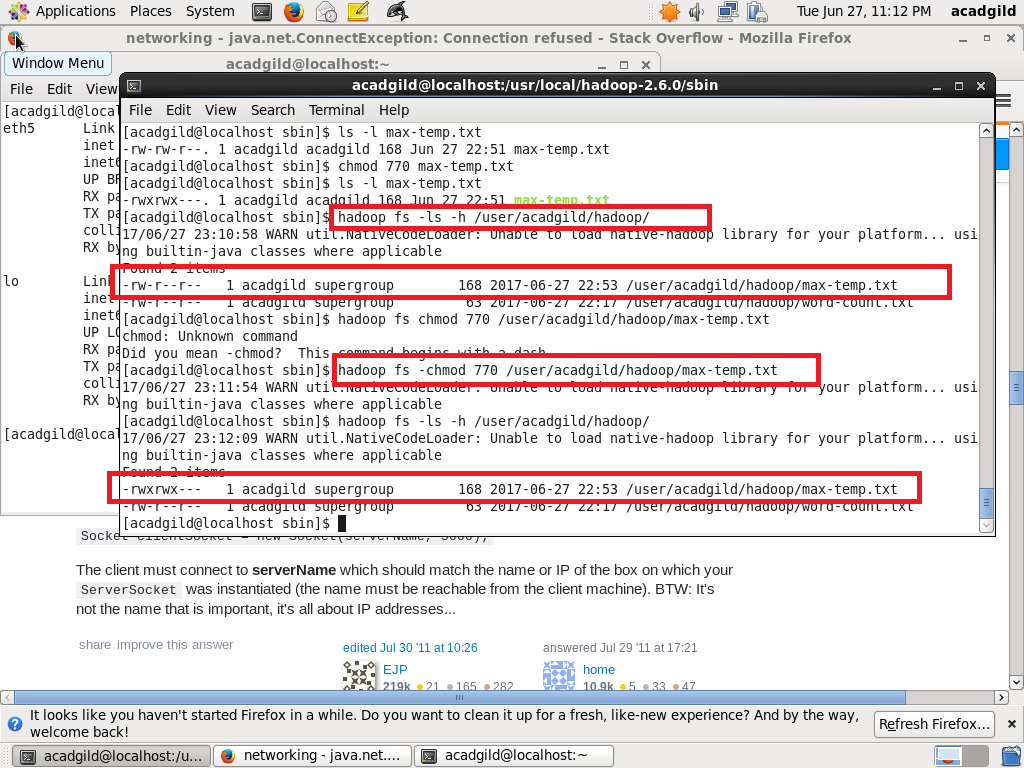 Applications Places System Tue Jun 27, 11:12 PM acadgild
networking - java.net.ConnectException: Connection refused - Stack Overflow - Mozilla Firefox
Window Menu
acadgild@localhost:~
File Edit View
[acadgild@local
eth5 Link
inet
inet6
UP BR
RX pa
TX pa
colli
RX by
lo Link
inet
inet6
UP LO
RX pa
TX pa
colli
RX by
[acadgild@local
acadgild@localhost:/usr/local/hadoop-2.6.0/sbin
File Edit View Search Terminal Help
[acadgild@localhost sbin]$ ls -l max-temp.txt
-rw-rw-r--. 1 acadgild acadgild 168 Jun 27 22:51 max-temp.txt
[acadgild@localhost sbin]$ chmod 770 max-temp.txt
[acadgild@localhost sbin]$ ls -l max-temp.txt
-rwxrwx---. 1 acadgild acadgild 168 Jun 27 22:51 max-temp.txt
[acadgild@localhost sbin]$ hadoop fs -ls -h /user/acadgild/hadoop/
17/06/27 23:10:58 WARN util.NativeCodeLoader: Unable to load native-hadoop library for your platform... usi
ng builtin-java classes where applicable
Found 2 items
-rw-r--r-- 1 acadgild supergroup 168 2017-06-27 22:53 /user/acadgild/hadoop/max-temp.txt
-rw-r--r-- 1 acadgild supergroup 63 2017-06-27 22:17 /user/acadgild/hadoop/word-count.txt
[acadgild@localhost sbin]$ hadoop fs chmod 770 /user/acadgild/hadoop/max-temp.txt
chmod: Unknown command
Did you mean -chmod? This command begins with a dash.
[acadgild@localhost sbin]$ hadoop fs -chmod 770 /user/acadgild/hadoop/max-temp.txt
17/06/27 23:11:54 WARN util.NativeCodeLoader: Unable to load native-hadoop library for your platform... usi
ng builtin-java classes where applicable
[acadgild@localhost sbin]$ hadoop fs -ls -h /user/acadgild/hadoop/
17/06/27 23:12:09 WARN util.NativeCodeLoader: Unable to load native-hadoop library for your platform... usi
ng builtin-java classes where applicable
Found 2 items
-rwxrwx--- 1 acadgild supergroup 168 2017-06-27 22:53 /user/acadgild/hadoop/max-temp.txt
-rw-r--r-- 1 acadgild supergroup 63 2017-06-27 22:17 /user/acadgild/hadoop/word-count.txt
[acadgild@localhost sbin]$
Socket clientSocket = new Socket(serverName, 5000);
The client must connect to serverName which should match the name or IP of the box on which your
ServerSocket was instantiated (the name must be reachable from the client machine). BTW: It's
not the name that is important, it's all about IP addresses...
share improve this answer
edited Jul 30 '11 at 10:26 answered Jul 29 '11 at 17:21
EJP home
219k 21 165 282 10.9k 5 33 47
It looks like you haven't started Firefox in a while. Do you want to clean it up for a fresh, like-new experience? And by the way,
welcome back!
Refresh Firefox...
acadgild@localhost:/u... networking - java.net.... acadgild@localhost:~